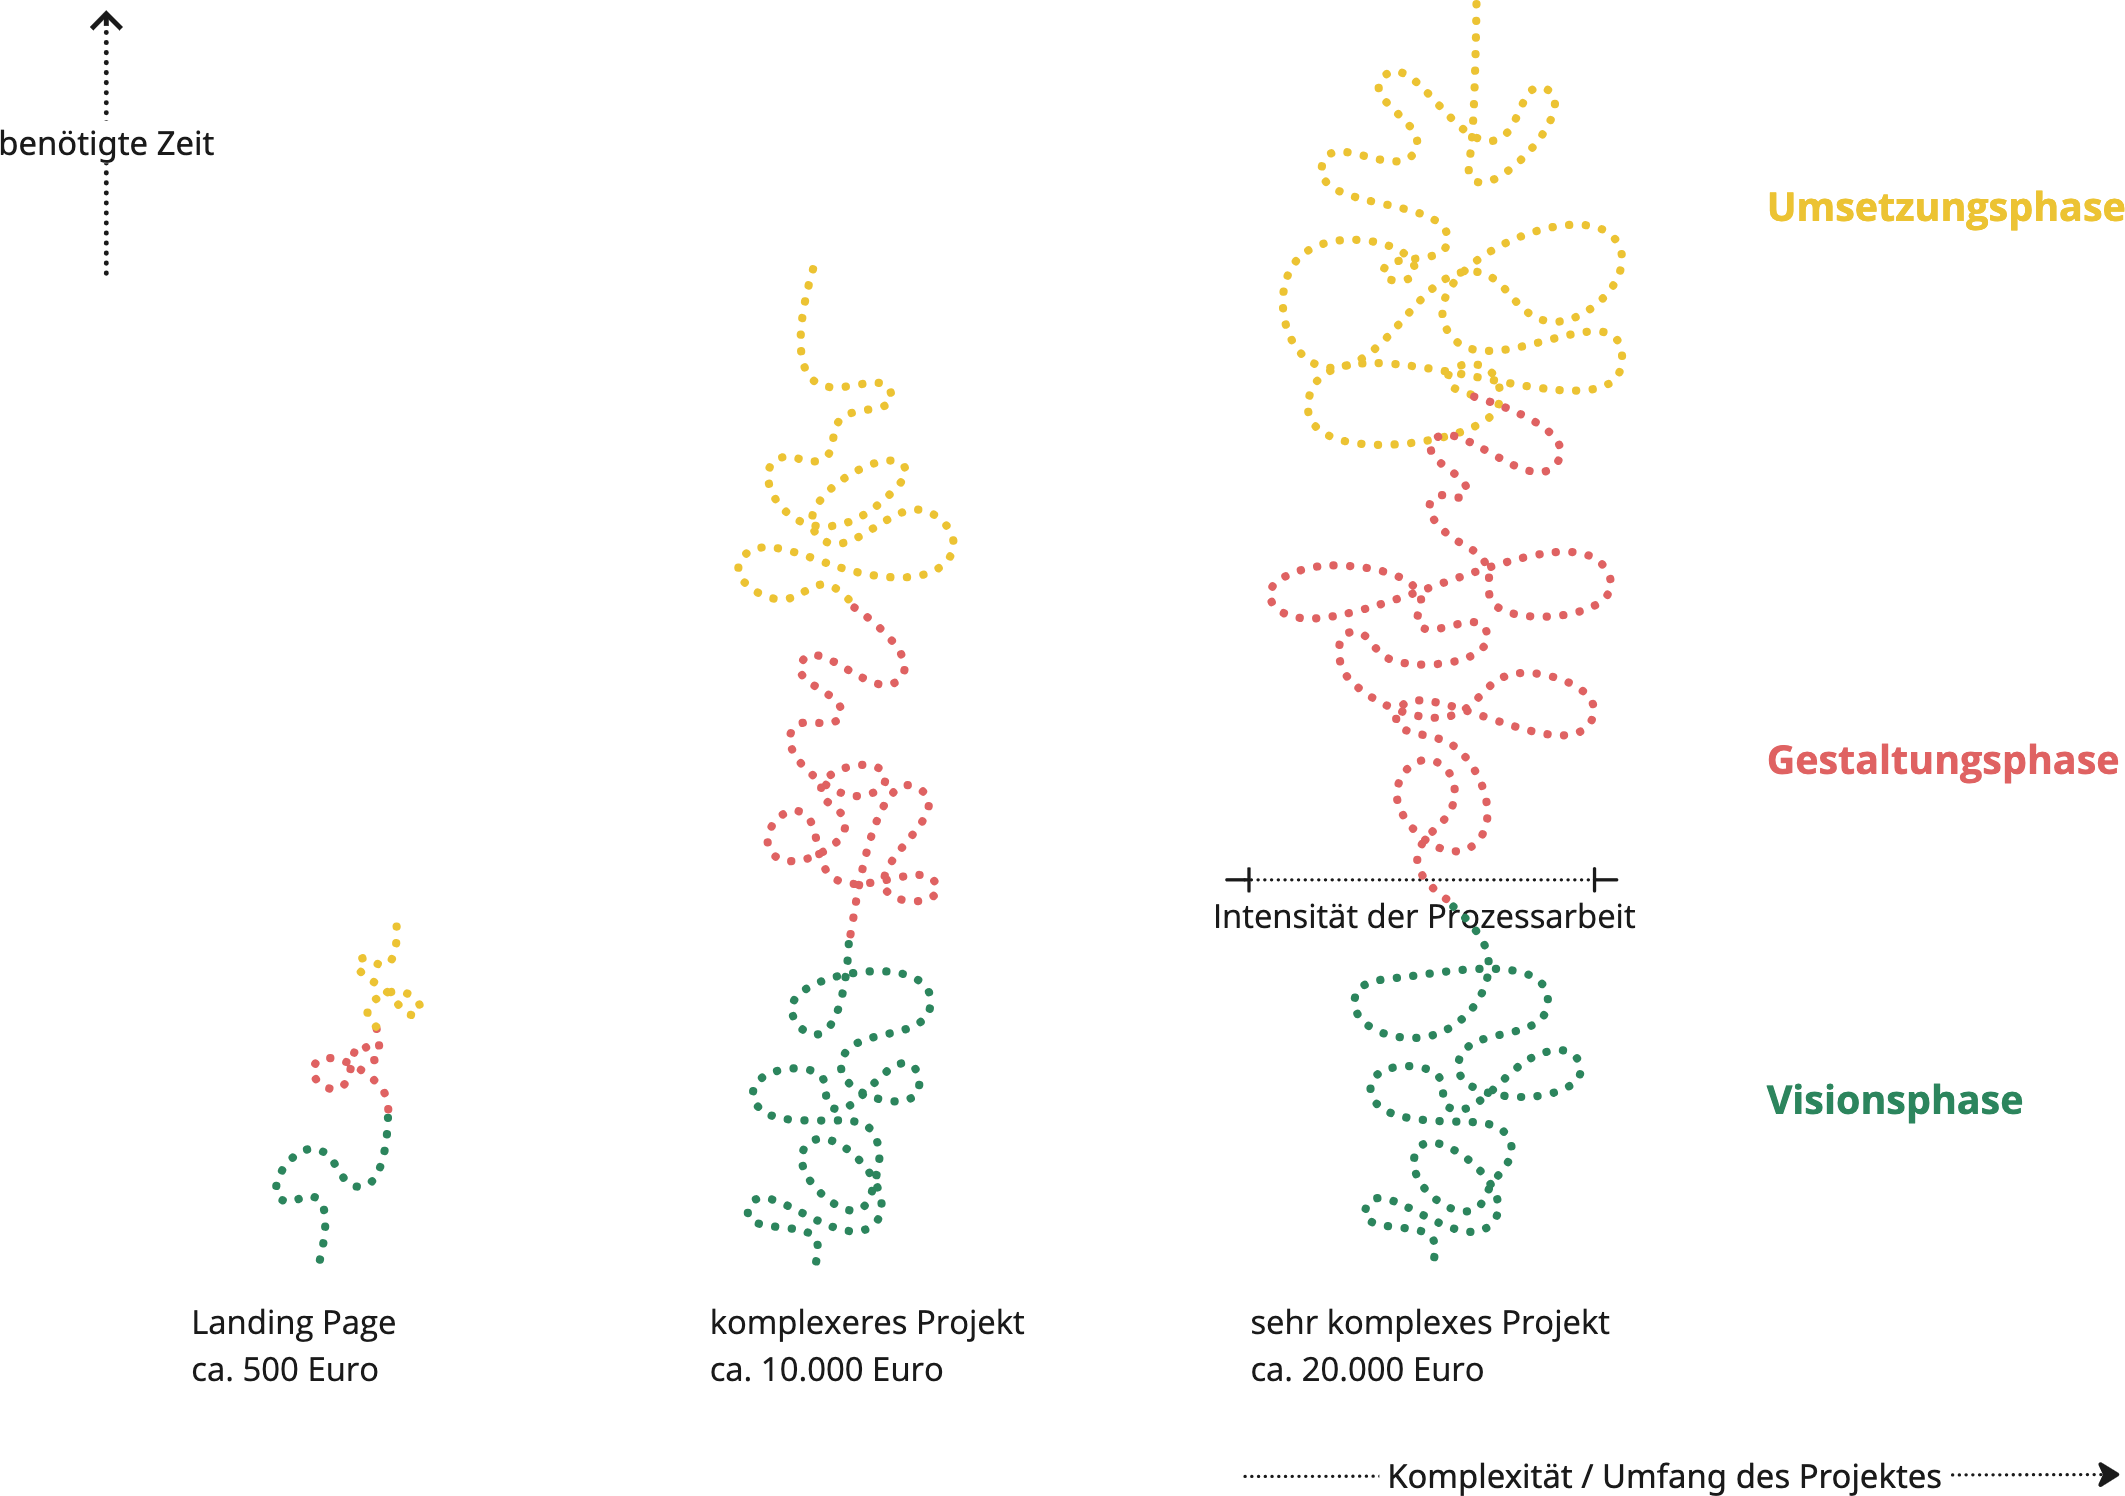 benötigte Zeit
Umsetzungsphase
Gestaltungsphase
Intensität der Prozessarbeit
Visionsphase
Landing Page
ca. 500 Euro
komplexeres Projekt
ca. 10.000 Euro
sehr komplexes Projekt
ca. 20.000 Euro
Komplexität / Umfang des Projektes